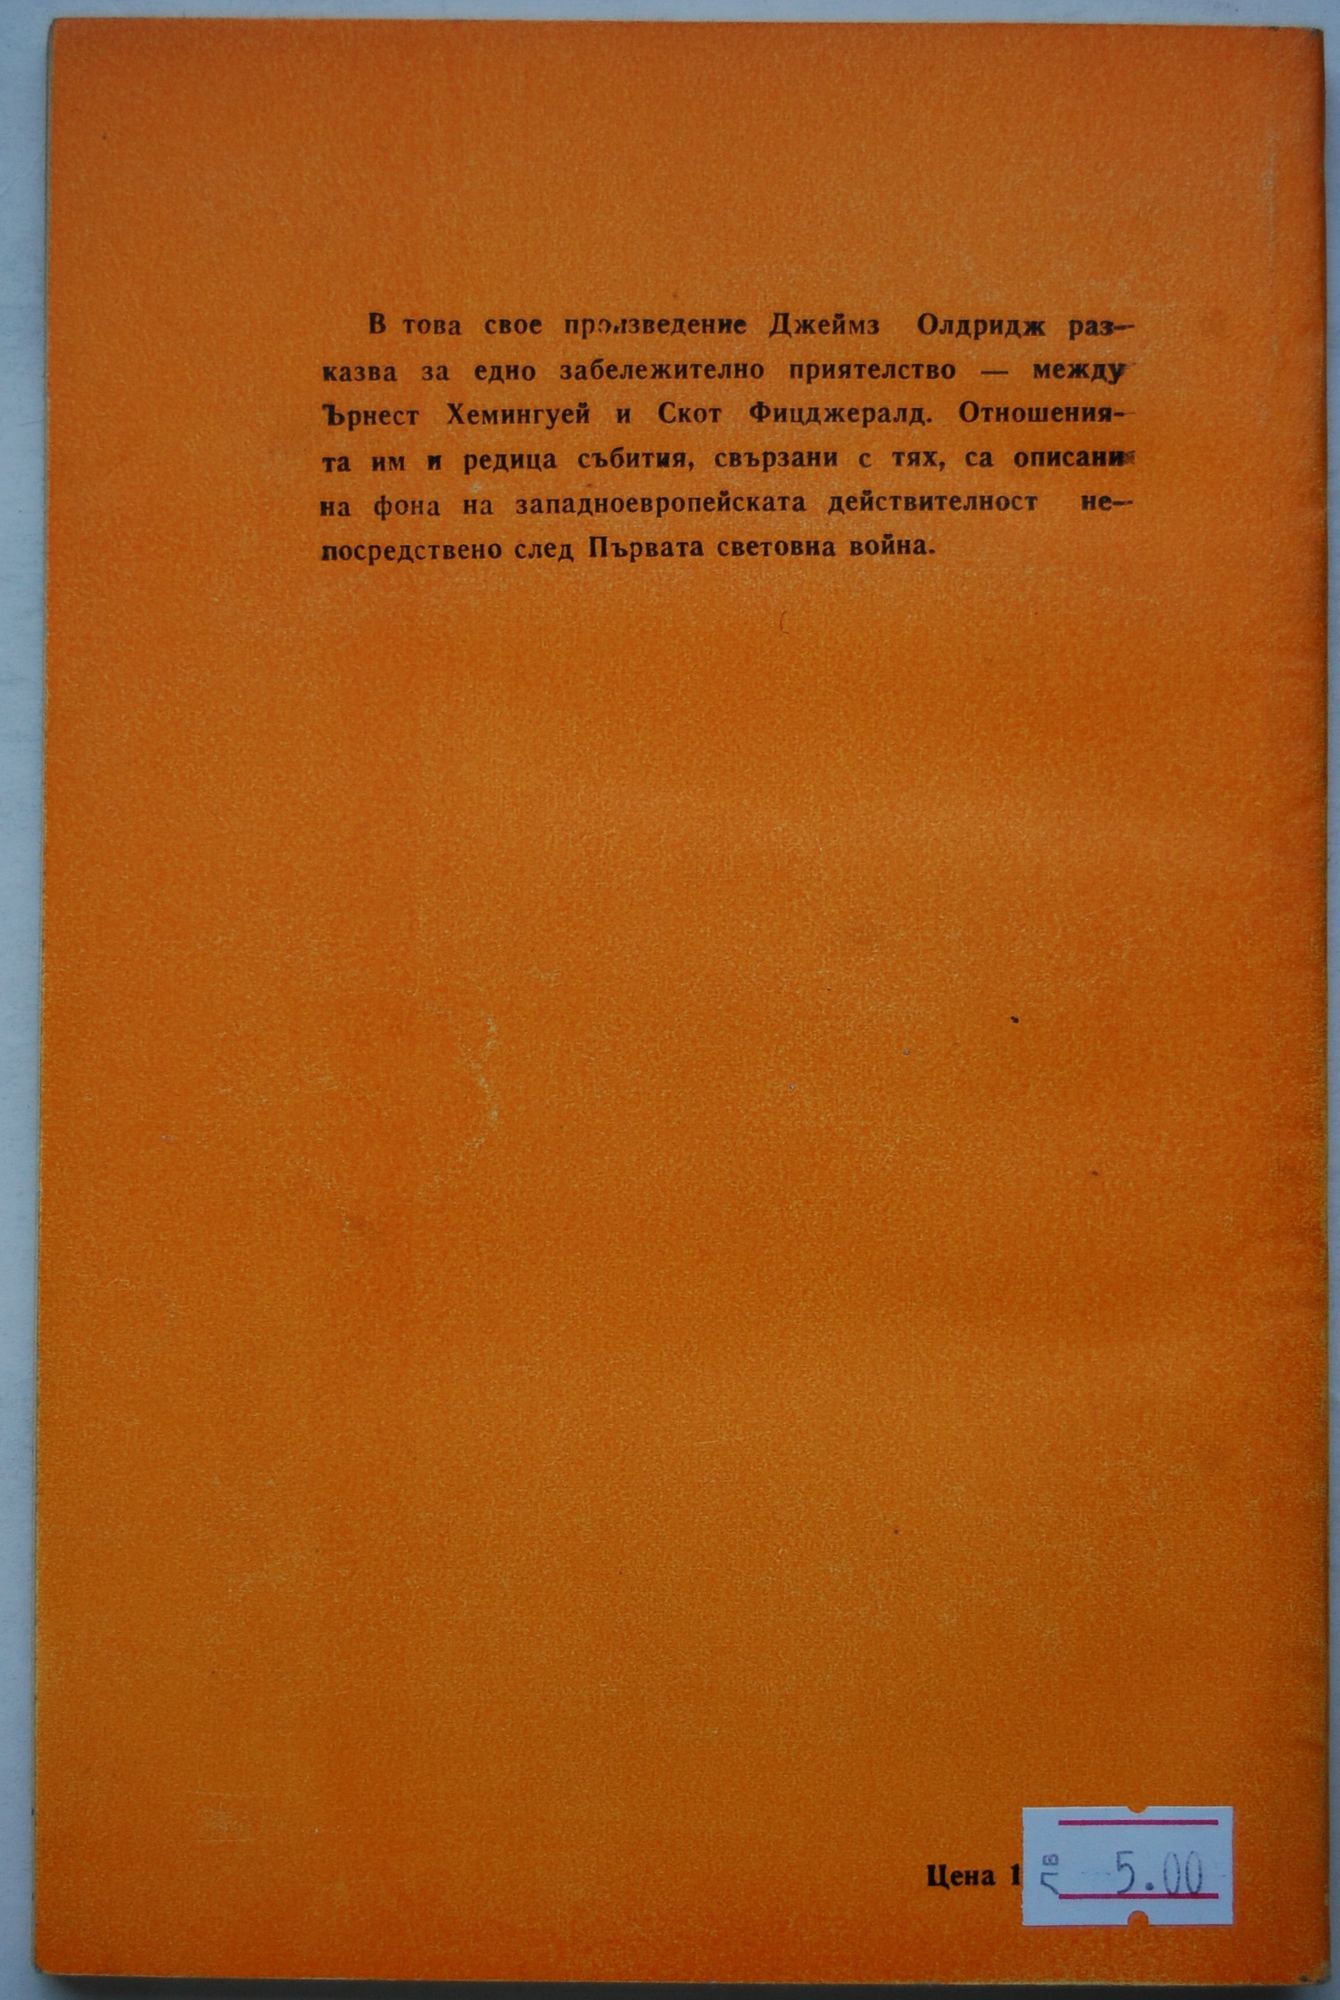 В това свое произведение Джеймз Олдридж раз-
казва за едно забележително приятелство — между
Ърнест Хемингуей и Скот Фицджералд. Отношения-
та им и редица събития, свързани с тях, са описани
на фона на западноевропейската действителност не-
посредствено след Първата световна война.
Цена 1
лв 5.00